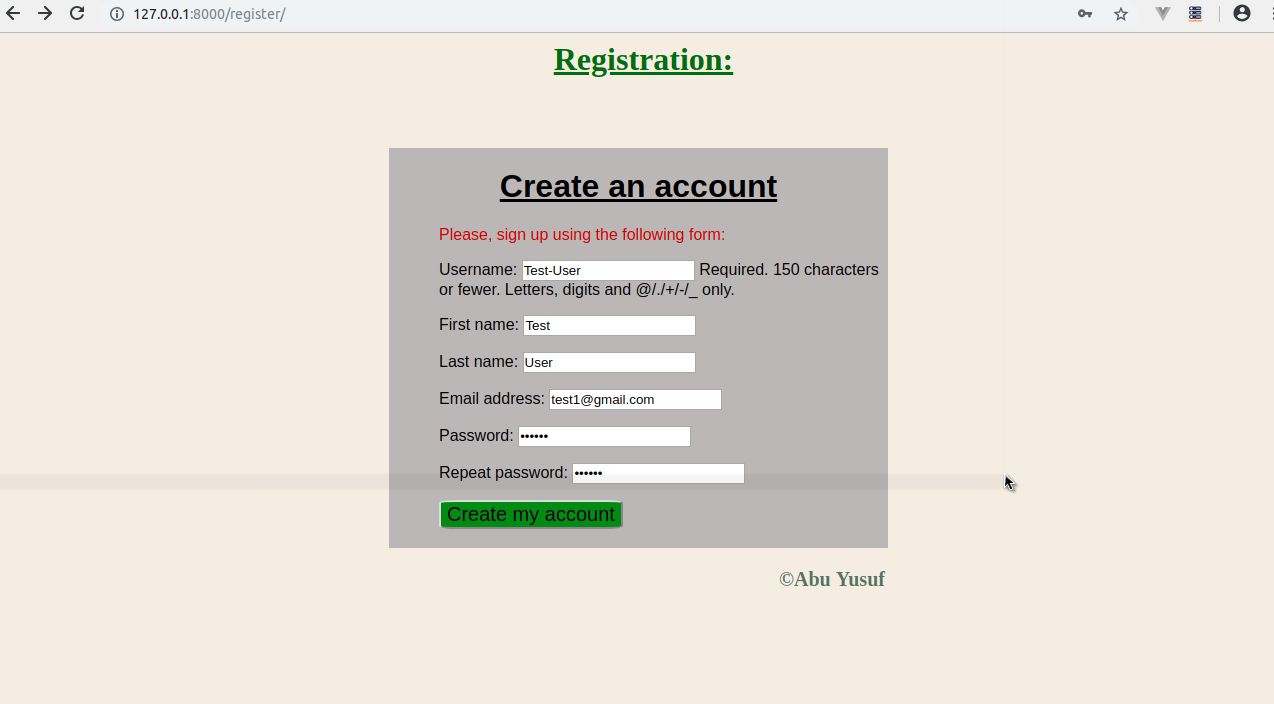 127.0.0.1:8000/register/
Registration:
Create an account
Please, sign up using the following form:
Username: Test-User Required. 150 characters
or fewer. Letters, digits and @/./+/-/_ only.
First name: Test
Last name: User
Email address: test1@gmail.com
Password: ••••••
Repeat password: ••••••
Create my account
©Abu Yusuf